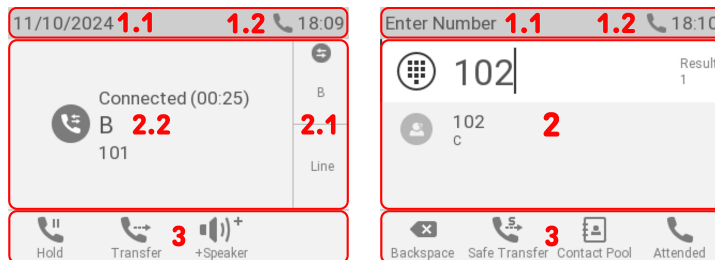 11/10/2024 1.1 1.2 18:09
Connected (00:25)
B 2.2
101
B
2.1
Line
3
Hold Transfer +Speaker
Enter Number 1.1 1.2 18:10
102
Result
1
102
C
2
3
Backspace Safe Transfer Contact Pool Attended